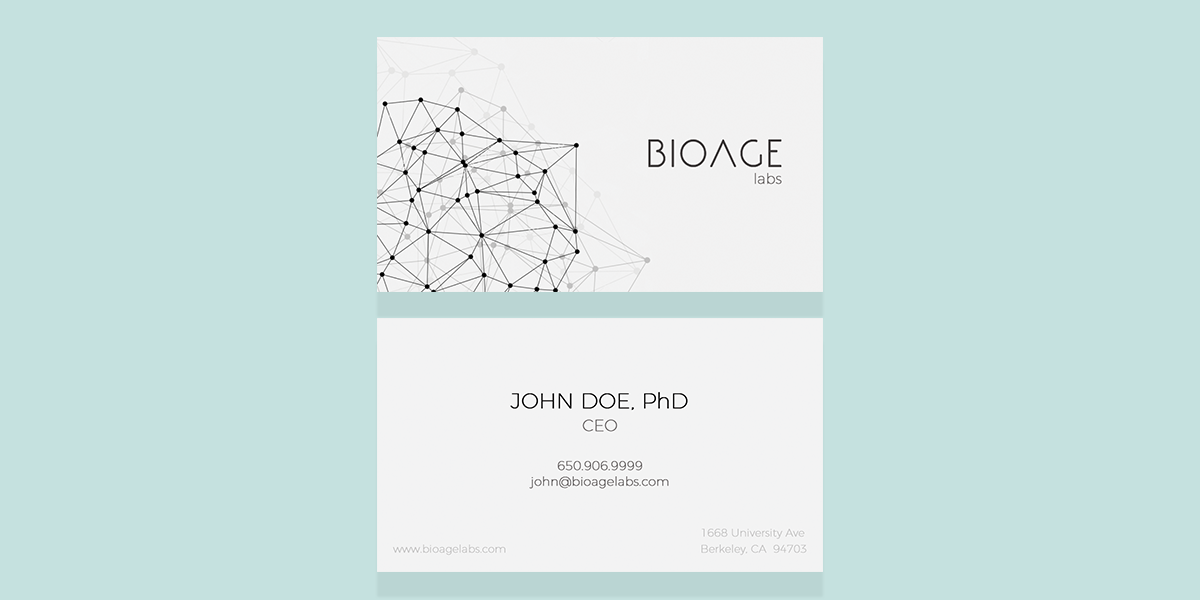 BIOAGE
labs
JOHN DOE, PhD
CEO
650.906.9999
john@bioagelabs.com
1668 University Ave
www.bioagelabs.com
Berkeley, CA 94703